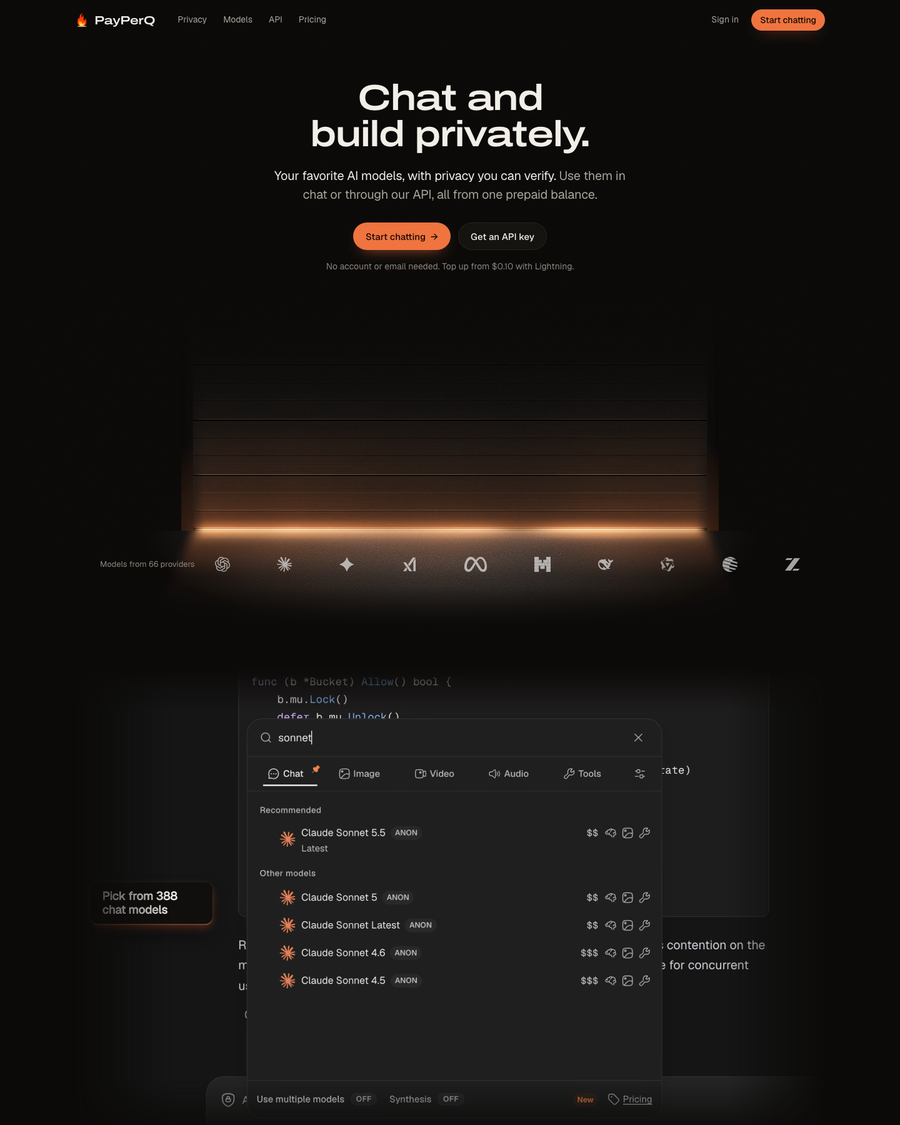 PayPerQ
Privacy
Models
API
Pricing
Sign in
Start chatting
Chat and
build privately.
Your favorite AI models, with privacy you can verify. Use them in
chat or through our API, all from one prepaid balance.
Start chatting →
Get an API key
No account or email needed. Top up from $0.10 with Lightning.
Models from 66 providers
func (b *Bucket) Allow() bool {
b.mu.Lock()
defer b.mu.Unlock()
sonnet
Chat
Image
Video
Audio
Tools
Recommended
Claude Sonnet 5.5 ANON $$
Latest
Other models
Claude Sonnet 5 ANON $$
Claude Sonnet Latest ANON $$
Claude Sonnet 4.6 ANON $$$
Claude Sonnet 4.5 ANON $$$
Pick from 388
chat models
contention on the
for concurrent
Use multiple models OFF
Synthesis OFF
New
Pricing